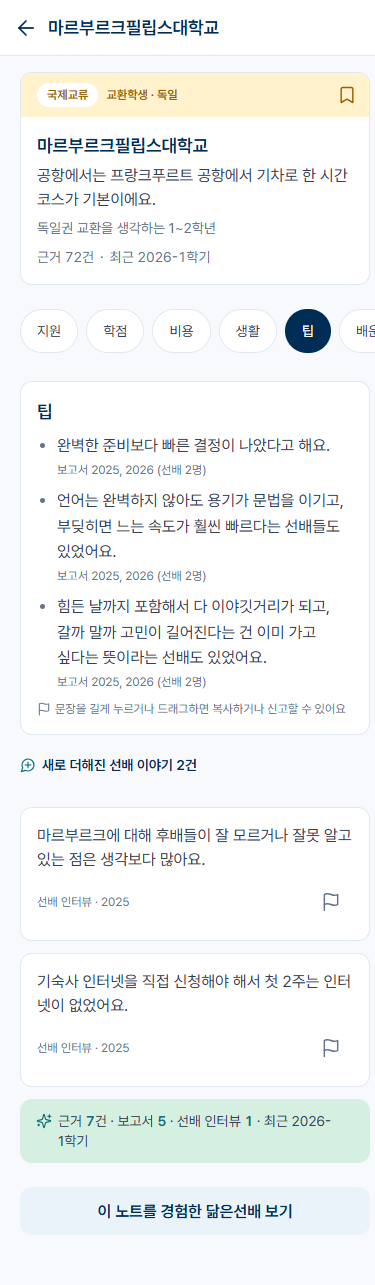 마르부르크필립스대학교
국제교류 교환학생 · 독일
마르부르크필립스대학교
공항에서는 프랑크푸르트 공항에서 기차로 한 시간
코스가 기본이에요.
독일권 교환을 생각하는 1~2학년
근거 72건 · 최근 2026-1학기
지원 학점 비용 생활 팁 배운
팁
• 완벽한 준비보다 빠른 결정이 나았다고 해요.
보고서 2025, 2026 (선배 2명)
• 언어는 완벽하지 않아도 용기가 문법을 이기고,
부딪히면 느는 속도가 훨씬 빠르다는 선배들도
있었어요.
보고서 2025, 2026 (선배 2명)
• 힘든 날까지 포함해서 다 이야깃거리가 되고,
갈까 말까 고민이 길어진다는 건 이미 가고
싶다는 뜻이라는 선배도 있었어요.
보고서 2025, 2026 (선배 2명)
문장을 길게 누르거나 드래그하면 복사하거나 신고할 수 있어요
새로 더해진 선배 이야기 2건
마르부르크에 대해 후배들이 잘 모르거나 잘못 알고
있는 점은 생각보다 많아요.
선배 인터뷰 · 2025
기숙사 인터넷을 직접 신청해야 해서 첫 2주는 인터
넷이 없었어요.
선배 인터뷰 · 2025
근거 7건 · 보고서 5 · 선배 인터뷰 1 · 최근 2026-
1학기
이 노트를 경험한 닮은선배 보기